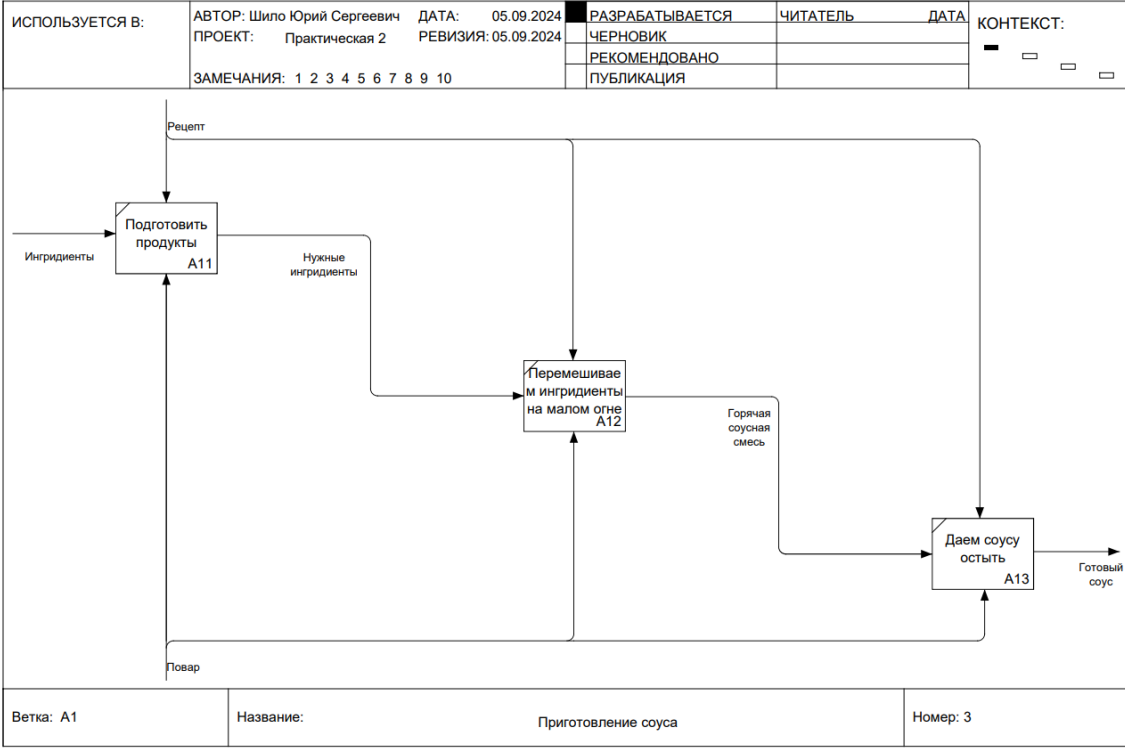 ИСПОЛЬЗУЕТСЯ В:
АВТОР: Шило Юрий Сергеевич ДАТА: 05.09.2024
ПРОЕКТ: Практическая 2 РЕВИЗИЯ: 05.09.2024
ЗАМЕЧАНИЯ: 1 2 3 4 5 6 7 8 9 10
РАЗРАБАТЫВАЕТСЯ
ЧЕРНОВИК
РЕКОМЕНДОВАНО
ПУБЛИКАЦИЯ
ЧИТАТЕЛЬ ДАТА
КОНТЕКСТ:
Рецепт
Ингридиенты
Подготовить
продукты
A11
Нужные
ингридиенты
Перемешивае
м ингридиенты
на малом огне
A12
Горячая
соусная
смесь
Даем соусу
остыть
A13
Готовый
соус
Повар
Ветка: A1
Название: Приготовление соуса
Номер: 3